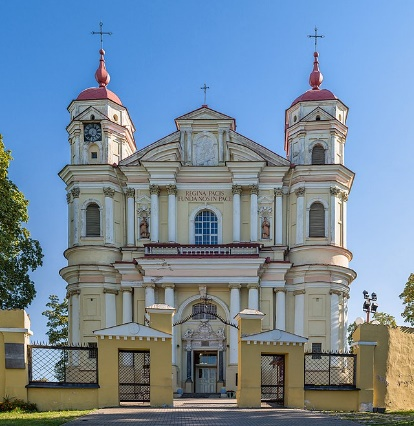 REGINA PACIS
FUNDA NOS IN PACE